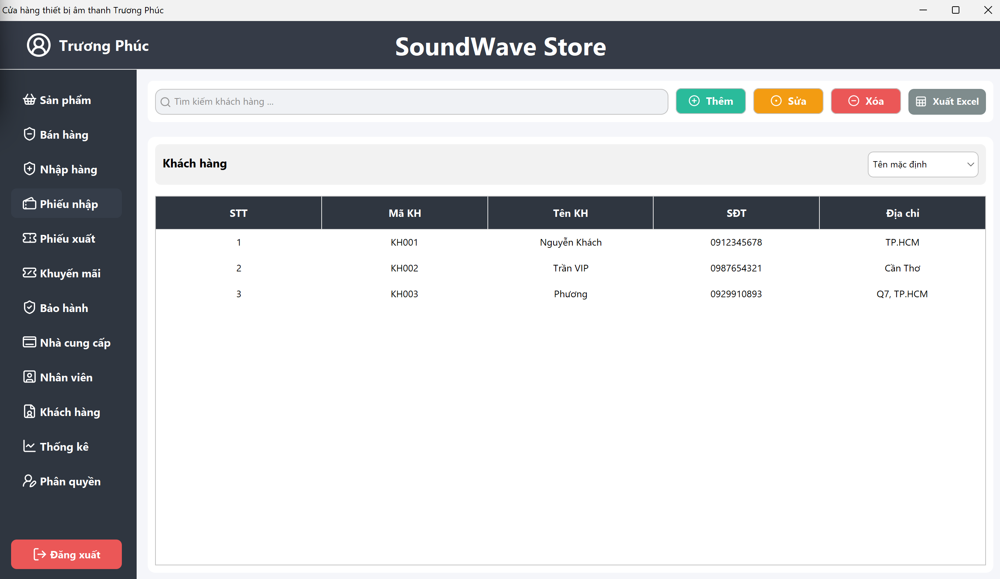 Cửa hàng thiết bị âm thanh Trương Phúc
Trương Phúc
SoundWave Store
Sản phẩm
Bán hàng
Nhập hàng
Phiếu nhập
Phiếu xuất
Khuyến mãi
Bảo hành
Nhà cung cấp
Nhân viên
Khách hàng
Thống kê
Phân quyền
Đăng xuất
Tìm kiếm khách hàng ...
Thêm
Sửa
Xóa
Xuất Excel
Khách hàng
Tên mặc định
STT Mã KH Tên KH SĐT Địa chỉ
1 KH001 Nguyễn Khách 0912345678 TP.HCM
2 KH002 Trần VIP 0987654321 Cần Thơ
3 KH003 Phương 0929910893 Q7, TP.HCM